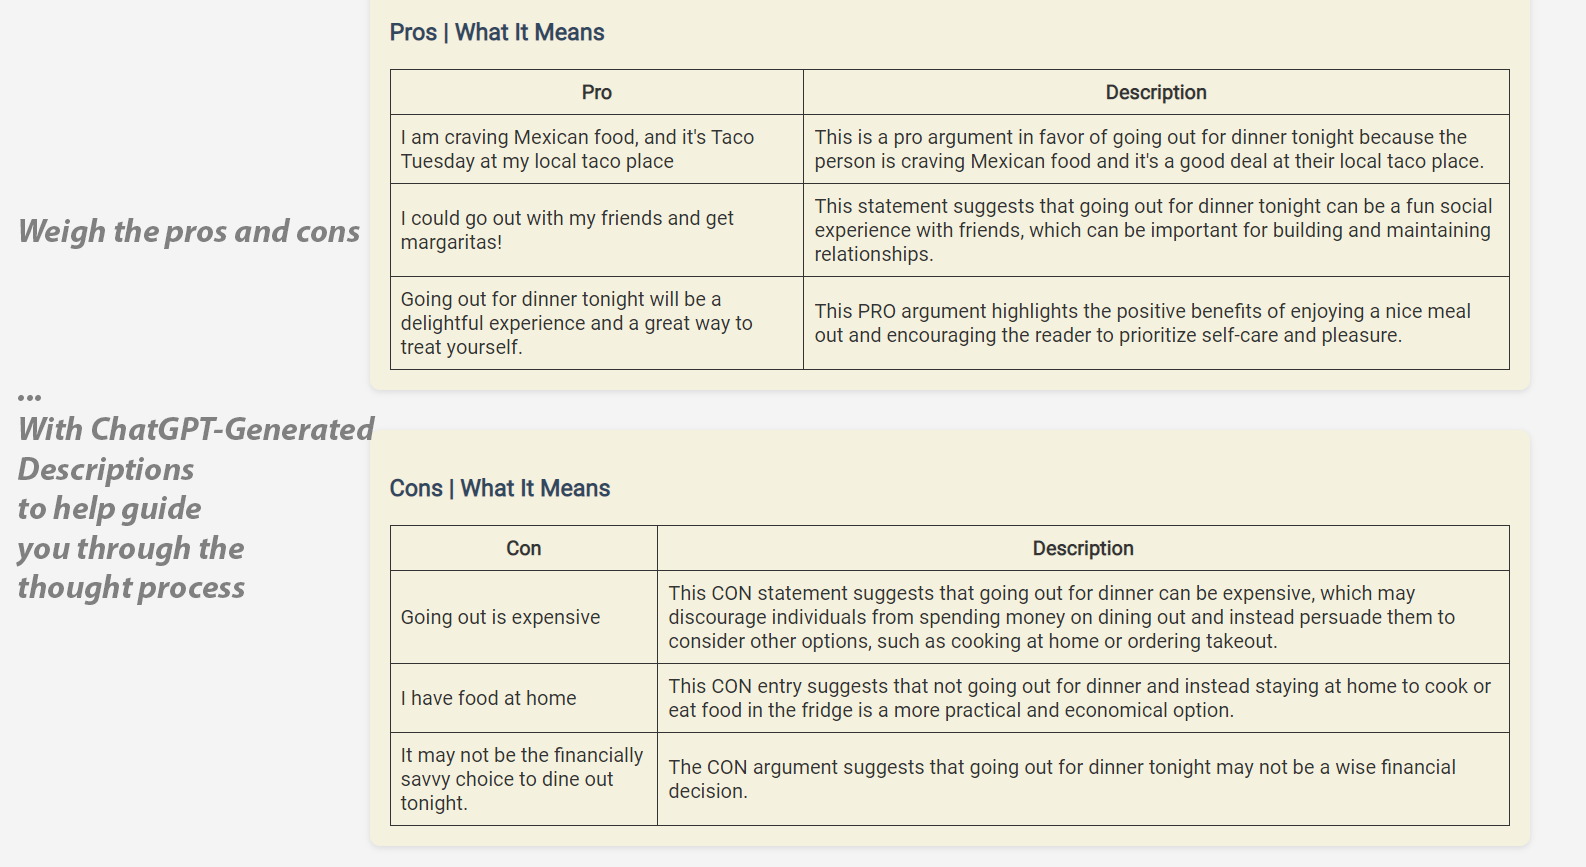 Weigh the pros and cons
...
With ChatGPT-Generated
Descriptions
to help guide
you through the
thought process
Pros | What It Means
Pro
Description
I am craving Mexican food, and it's Taco
Tuesday at my local taco place
This is a pro argument in favor of going out for dinner tonight because the
person is craving Mexican food and it's a good deal at their local taco place.
I could go out with my friends and get
margaritas!
This statement suggests that going out for dinner tonight can be a fun social
experience with friends, which can be important for building and maintaining
relationships.
Going out for dinner tonight will be a
delightful experience and a great way to
treat yourself.
This PRO argument highlights the positive benefits of enjoying a nice meal
out and encouraging the reader to prioritize self-care and pleasure.
Cons | What It Means
Con
Description
Going out is expensive
This CON statement suggests that going out for dinner can be expensive, which may
discourage individuals from spending money on dining out and instead persuade them to
consider other options, such as cooking at home or ordering takeout.
I have food at home
This CON entry suggests that not going out for dinner and instead staying at home to cook or
eat food in the fridge is a more practical and economical option.
It may not be the financially
savvy choice to dine out
tonight.
The CON argument suggests that going out for dinner tonight may not be a wise financial
decision.